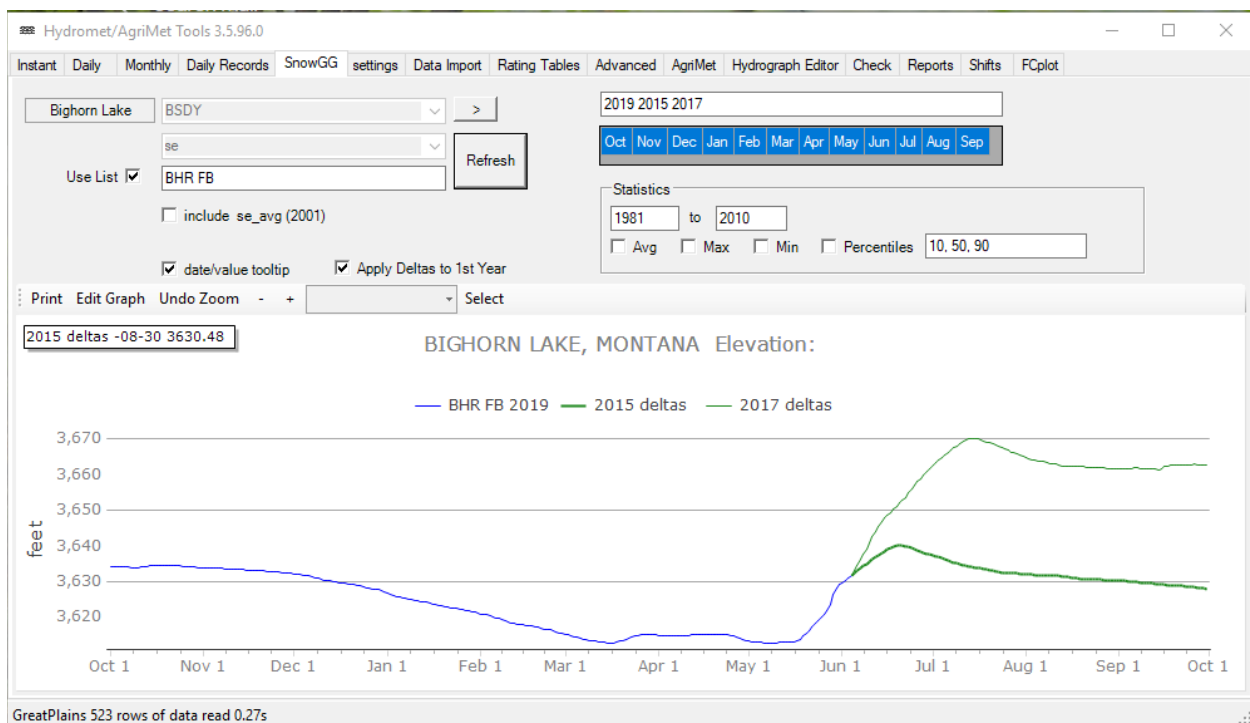 Hydromet/AgriMet Tools 3.5.96.0
Instant Daily Monthly Daily Records SnowGG settings Data Import Rating Tables Advanced AgriMet Hydrograph Editor Check Reports Shifts FCplot
Bighorn Lake BSDY > 2019 2015 2017
se Refresh Oct Nov Dec Jan Feb Mar Apr May Jun Jul Aug Sep
Use List BHR FB
Statistics
include se_avg (2001) 1981 to 2010
Avg Max Min Percentiles 10, 50, 90
date/value tooltip Apply Deltas to 1st Year
Print Edit Graph Undo Zoom - + Select
2015 deltas -08-30 3630.48
BIGHORN LAKE, MONTANA Elevation:
BHR FB 2019 2015 deltas 2017 deltas
3,670
3,660
3,650
3,640
3,630
3,620
feet
Oct 1 Nov 1 Dec 1 Jan 1 Feb 1 Mar 1 Apr 1 May 1 Jun 1 Jul 1 Aug 1 Sep 1 Oct 1
GreatPlains 523 rows of data read 0.27s